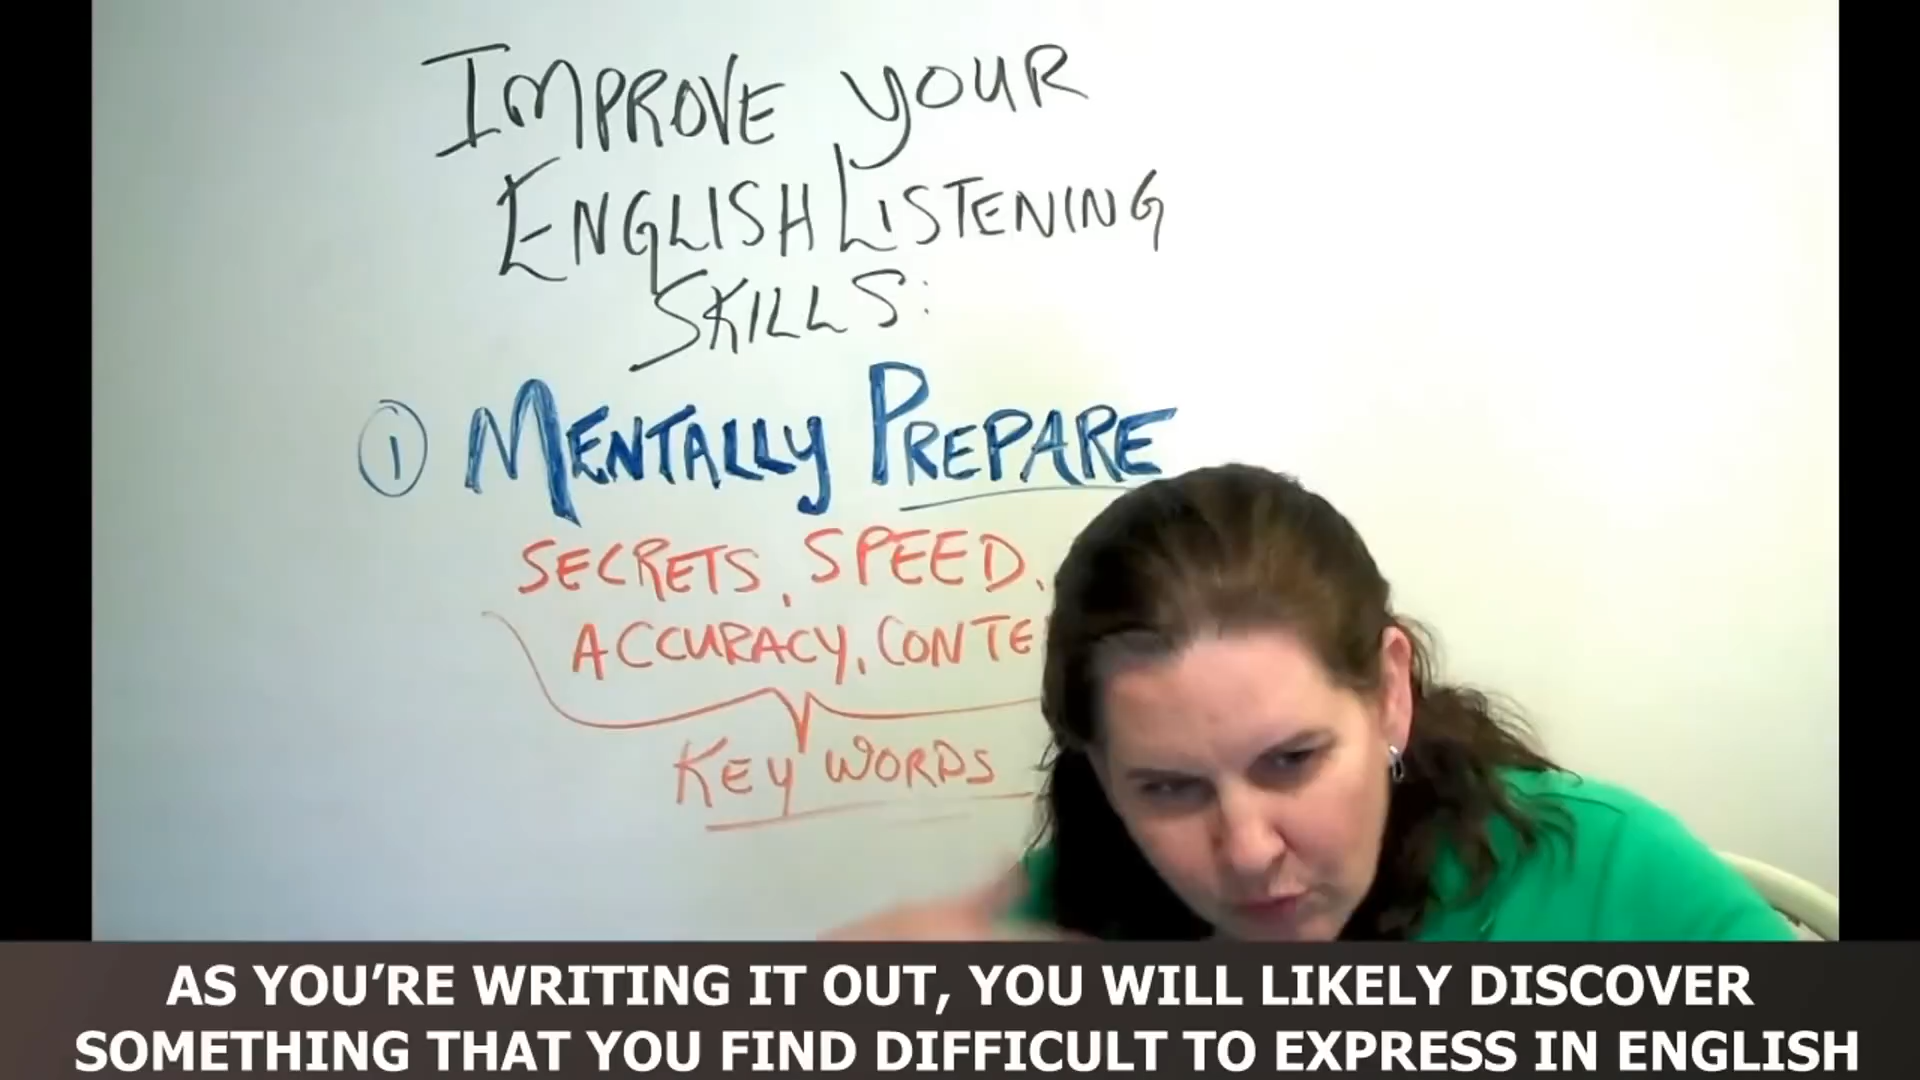 IMPROVE YOUR
ENGLISH LISTENING
SKILLS:
① MENTALLY PREPARE
SECRETS, SPEED,
ACCURACY, CONTE
KEY WORDS
AS YOU'RE WRITING IT OUT, YOU WILL LIKELY DISCOVER
SOMETHING THAT YOU FIND DIFFICULT TO EXPRESS IN ENGLISH